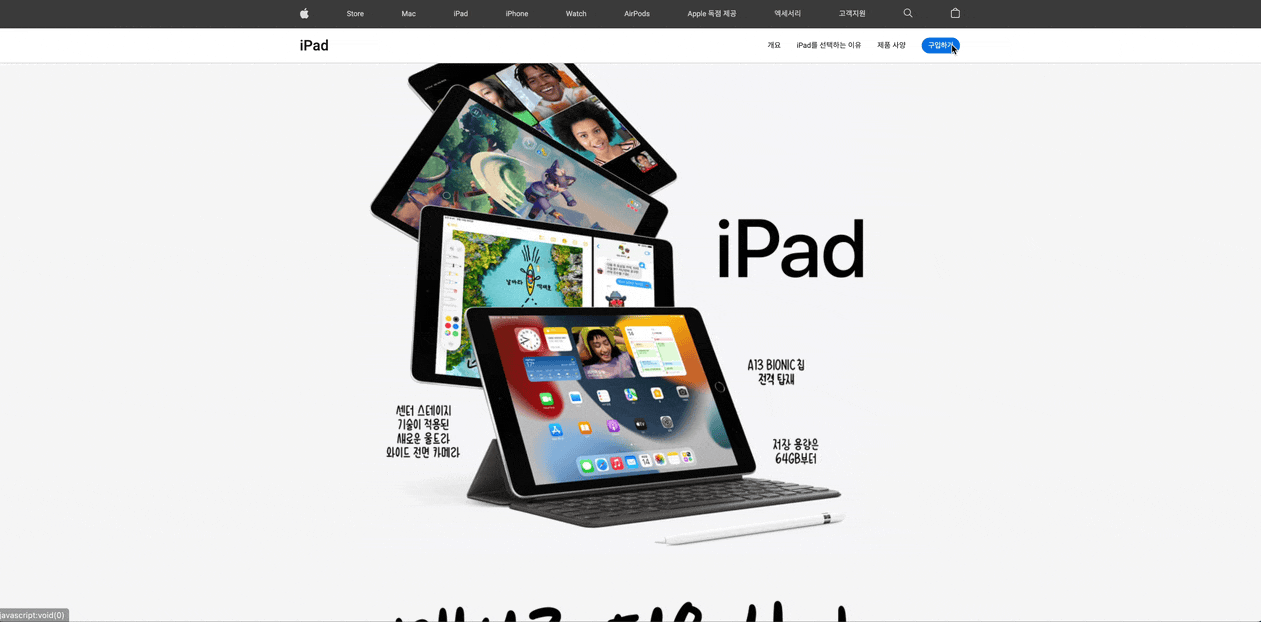 Store
Mac
iPad
iPhone
Watch
AirPods
Apple 독점 제공
액세서리
고객지원
iPad
개요
iPad를 선택하는 이유
제품 사양
구입하기
iPad
A13 BIONIC 칩
전격 탑재
센터 스테이지
기술이 적용된
새로운 울트라
와이드 전면 카메라
저장 용량은
64GB부터
javascript:void(0)